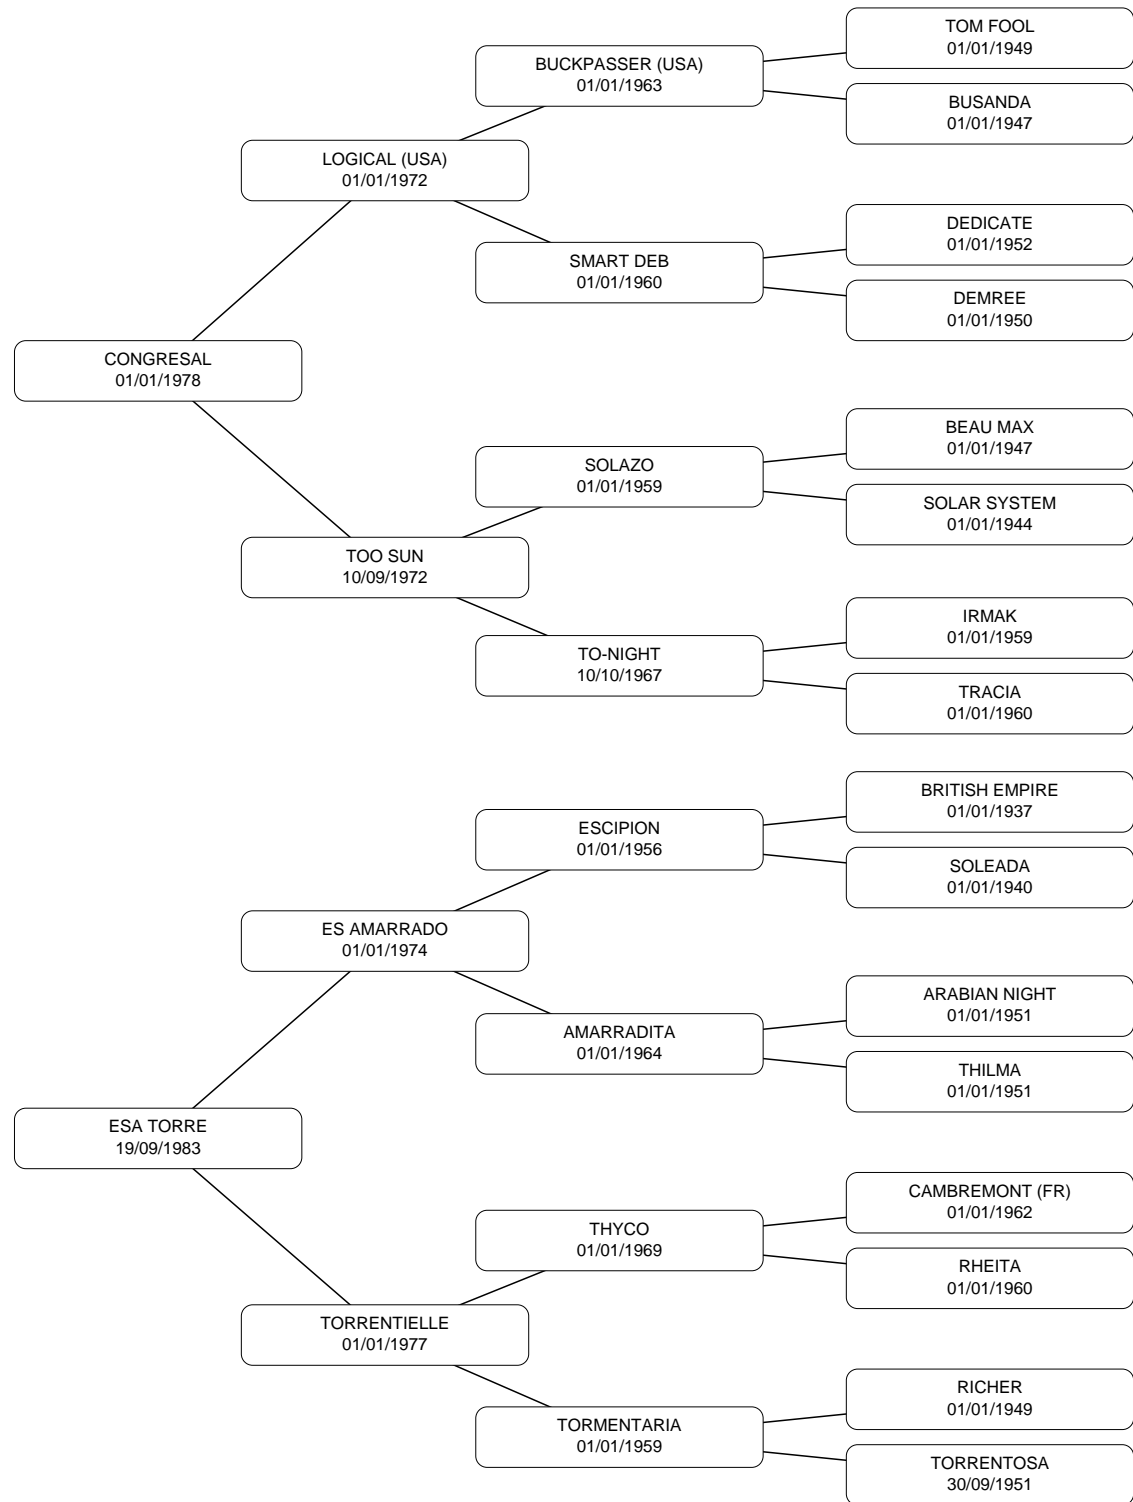 TOM FOOL
01/01/1949
BUCKPASSER (USA)
01/01/1963
BUSANDA
01/01/1947
LOGICAL (USA)
01/01/1972
DEDICATE
01/01/1952
SMART DEB
01/01/1960
DEMREE
01/01/1950
CONGRESAL
01/01/1978
BEAU MAX
01/01/1947
SOLAZO
01/01/1959
SOLAR SYSTEM
01/01/1944
TOO SUN
10/09/1972
IRMAK
01/01/1959
TO-NIGHT
10/10/1967
TRACIA
01/01/1960
BRITISH EMPIRE
01/01/1937
ESCIPION
01/01/1956
SOLEADA
01/01/1940
ES AMARRADO
01/01/1974
ARABIAN NIGHT
01/01/1951
AMARRADITA
01/01/1964
THILMA
01/01/1951
ESA TORRE
19/09/1983
CAMBREMONT (FR)
01/01/1962
THYCO
01/01/1969
RHEITA
01/01/1960
TORRENTIELLE
01/01/1977
RICHER
01/01/1949
TORMENTARIA
01/01/1959
TORRENTOSA
30/09/1951